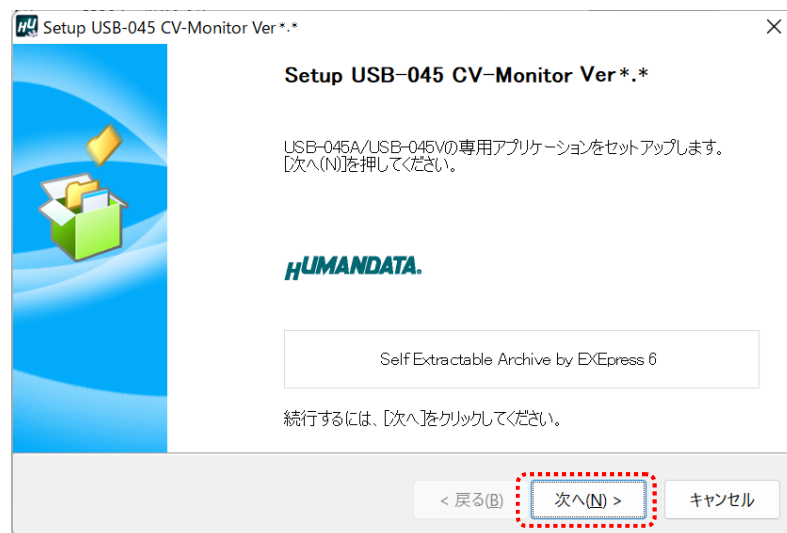 Setup USB-045 CV-Monitor Ver*.*
Setup USB-045 CV-Monitor Ver*.*
USB-045A/USB-045Vの専用アプリケーションをセットアップします。
[次へ(N)]を押してください。
HUMANDATA.
Self Extractable Archive by EXEpress 6
続行するには、[次へ]をクリックしてください。
< 戻る(B)
次へ(N) >
キャンセル